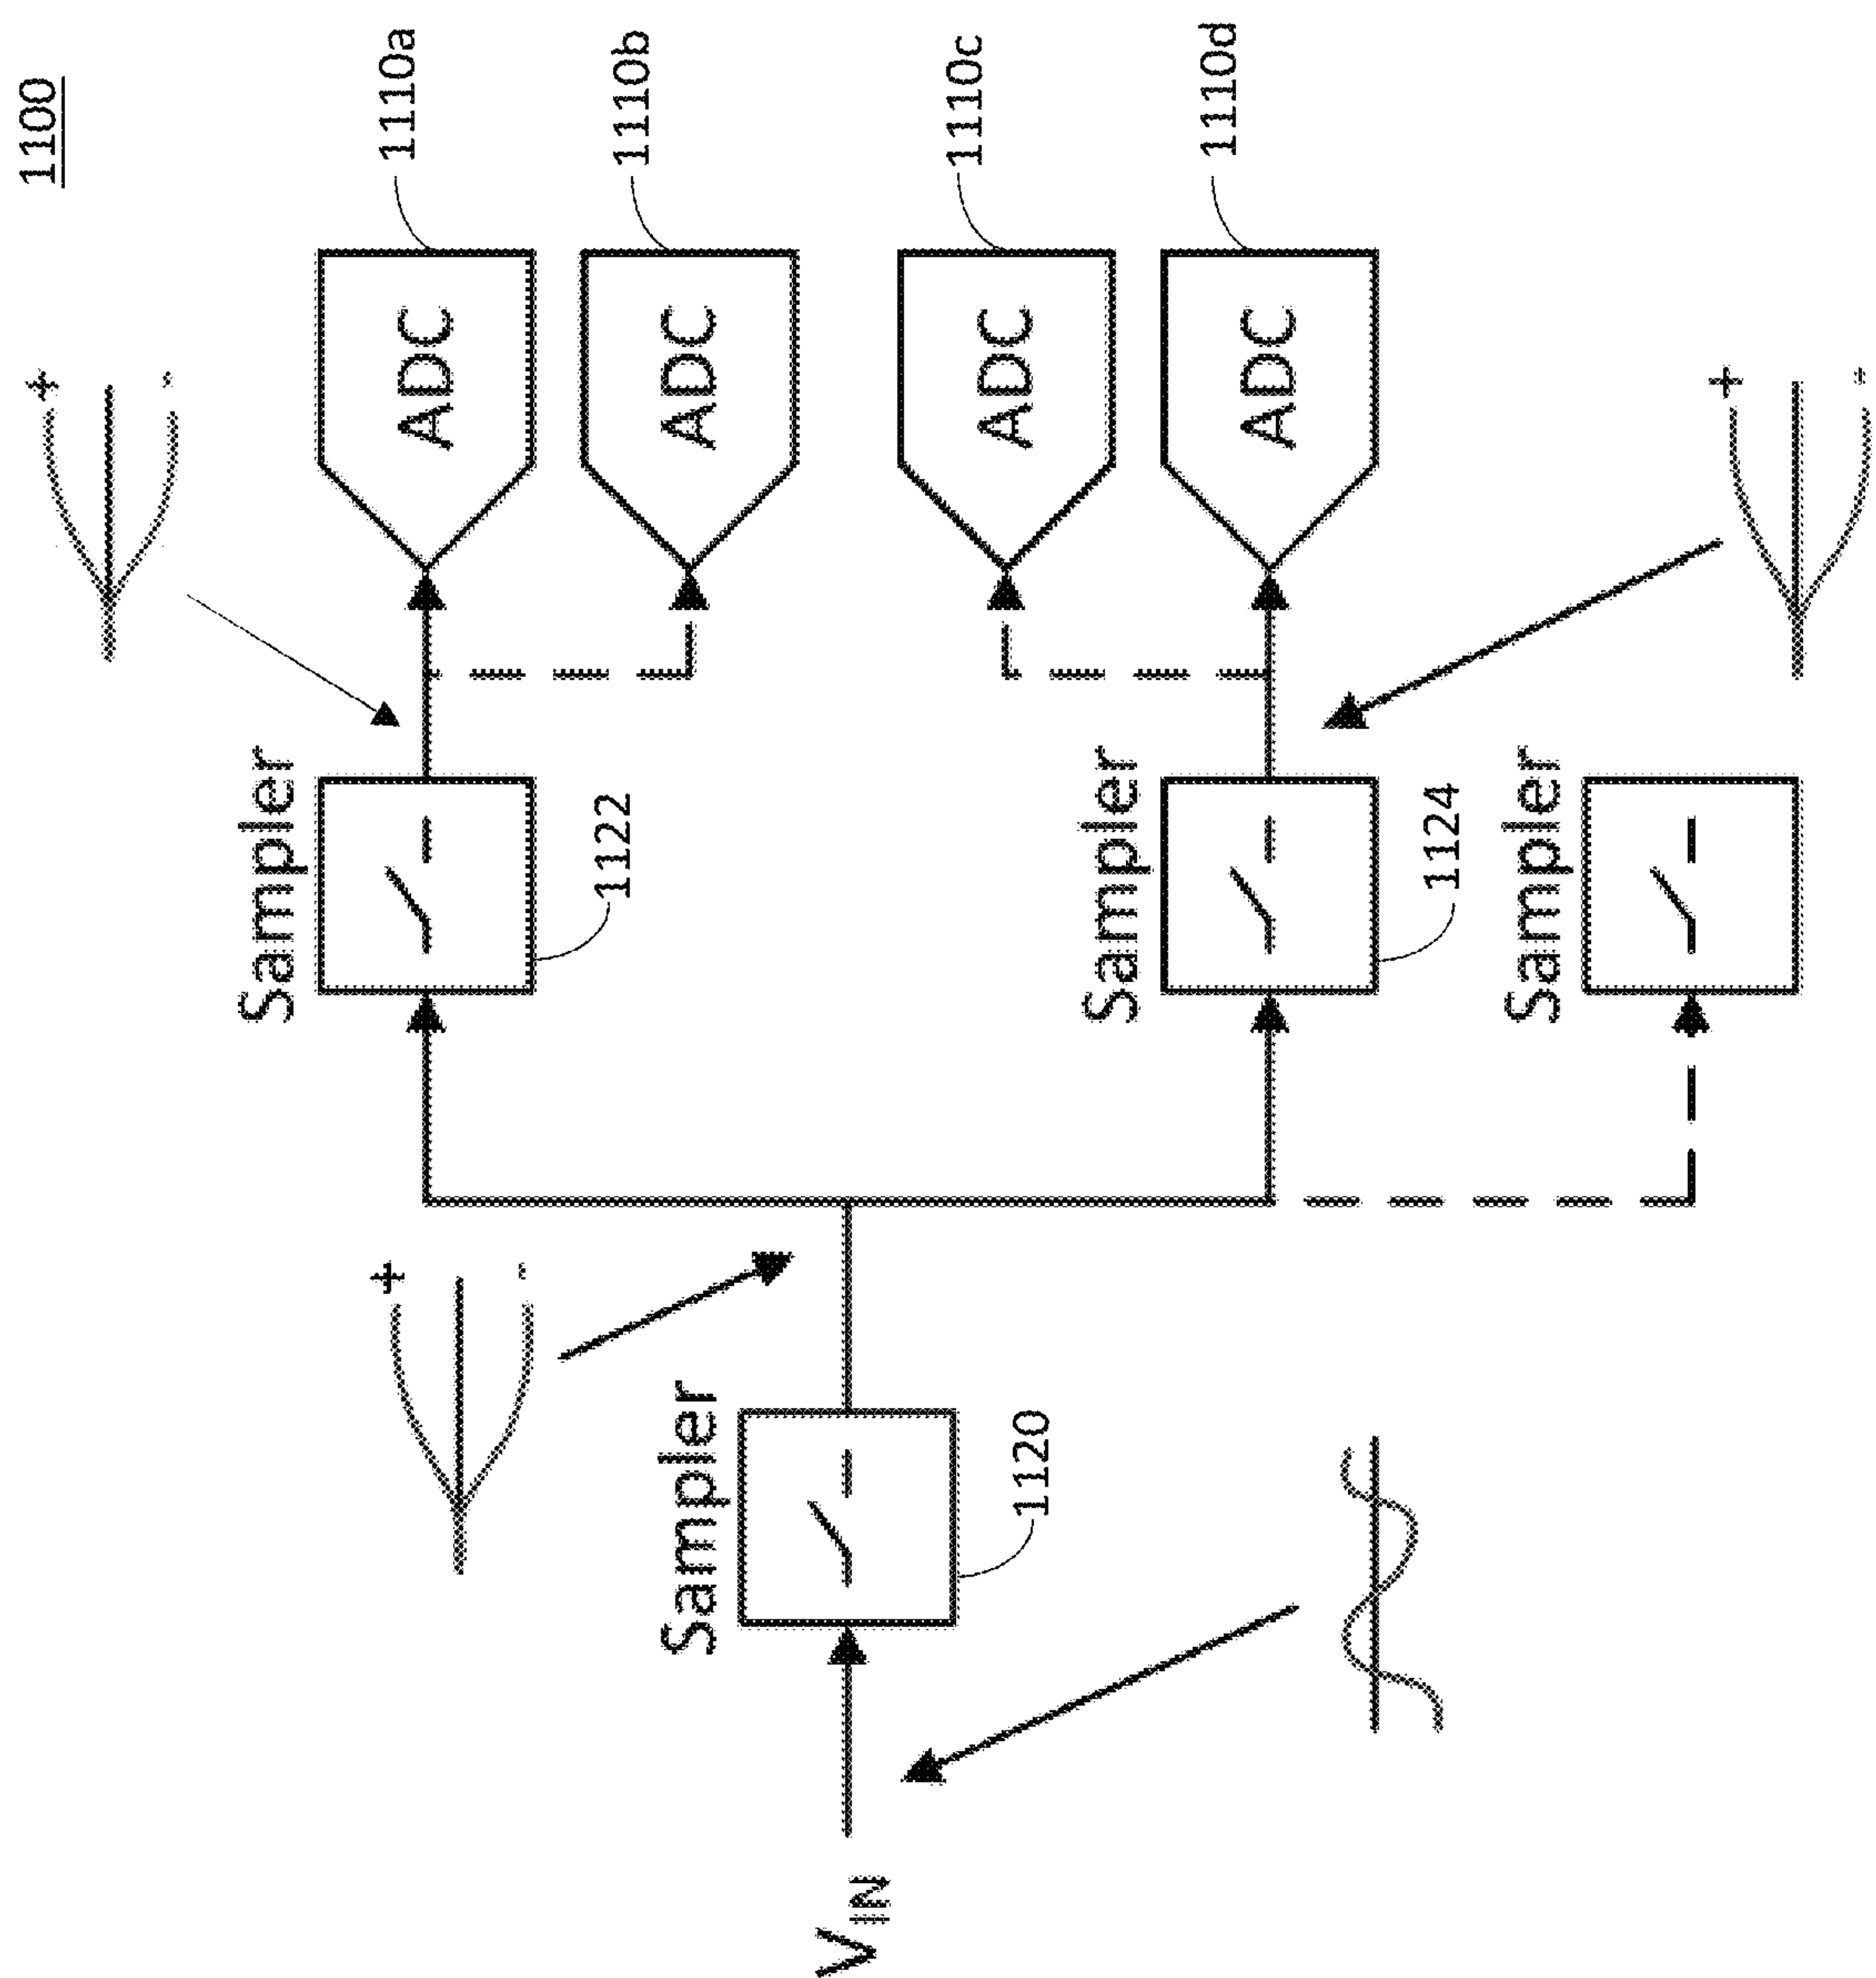 1100
+
-
1110a
ADC
1110b
ADC
1110c
ADC
1110d
ADC
+
-
Sampler
1122
Sampler
1124
Sampler
+
-
Sampler
1120
VIN